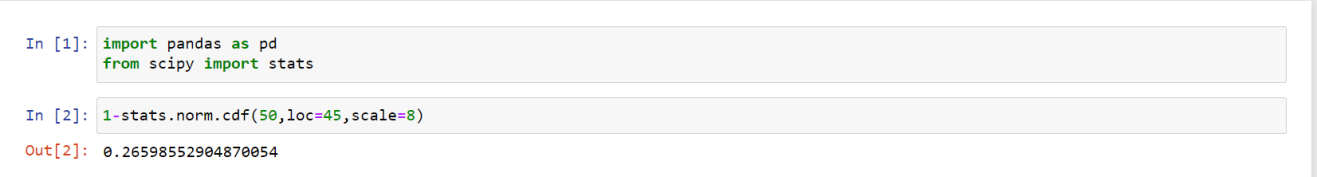 In [1]: import pandas as pd
from scipy import stats
In [2]: 1-stats.norm.cdf(50,loc=45,scale=8)
Out[2]: 0.26598552904870054